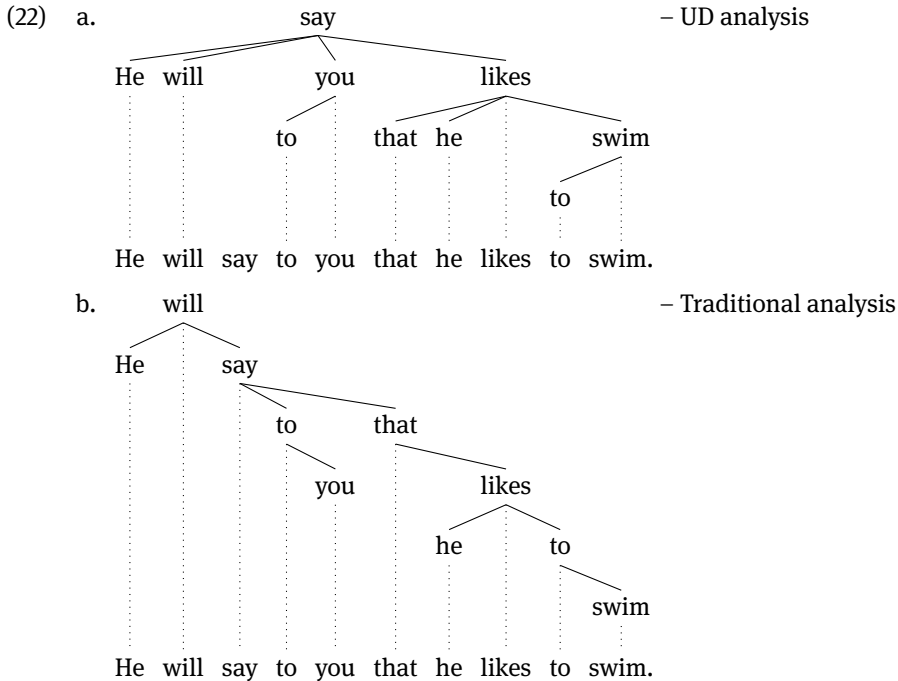 (22) a. say – UD analysis
He will you likes
to that he swim
to
He will say to you that he likes to swim.
b. will – Traditional analysis
He say
to that
you likes
he to
swim
He will say to you that he likes to swim.